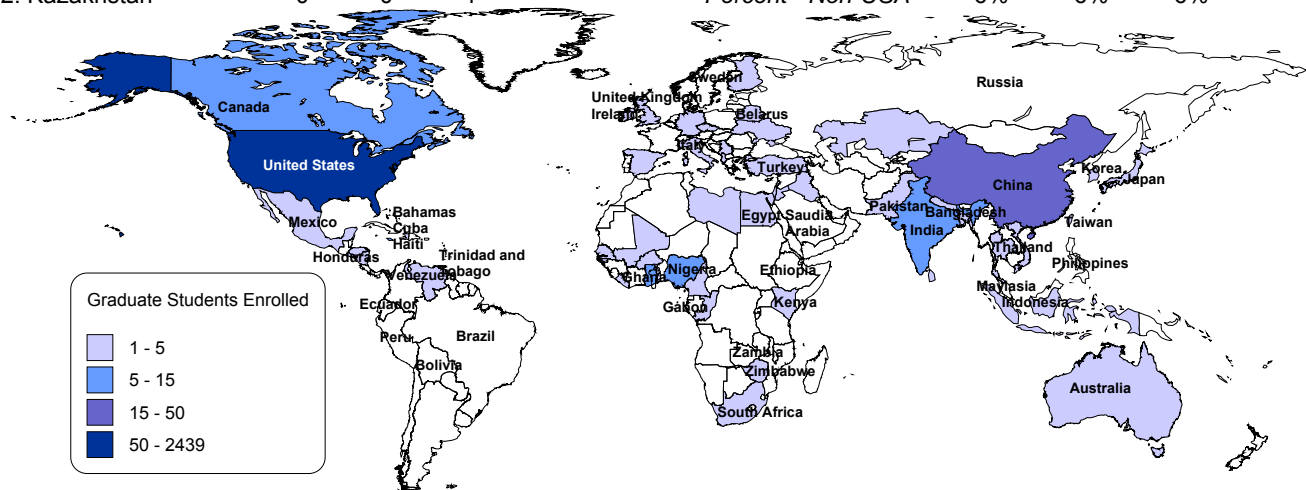 2. Kazakhstan
Percent - Non USA
Canada
United States
Mexico
Bahamas
Cuba
Haiti
Honduras
Trinidad and
Tobago
Venezuela
Ecuador
Peru
Brazil
Bolivia
Sweden
Russia
United Kingdom
Ireland
Belarus
Italy
Turkey
Korea
Japan
China
Pakistan
Bangladesh
India
Egypt
Saudia
Arabia
Taiwan
Thailand
Philippines
Ghana
Nigeria
Ethiopia
Maylasia
Indonesia
Gabon
Kenya
Zambia
Zimbabwe
South Africa
Australia
Graduate Students Enrolled
1 - 5
5 - 15
15 - 50
50 - 2439